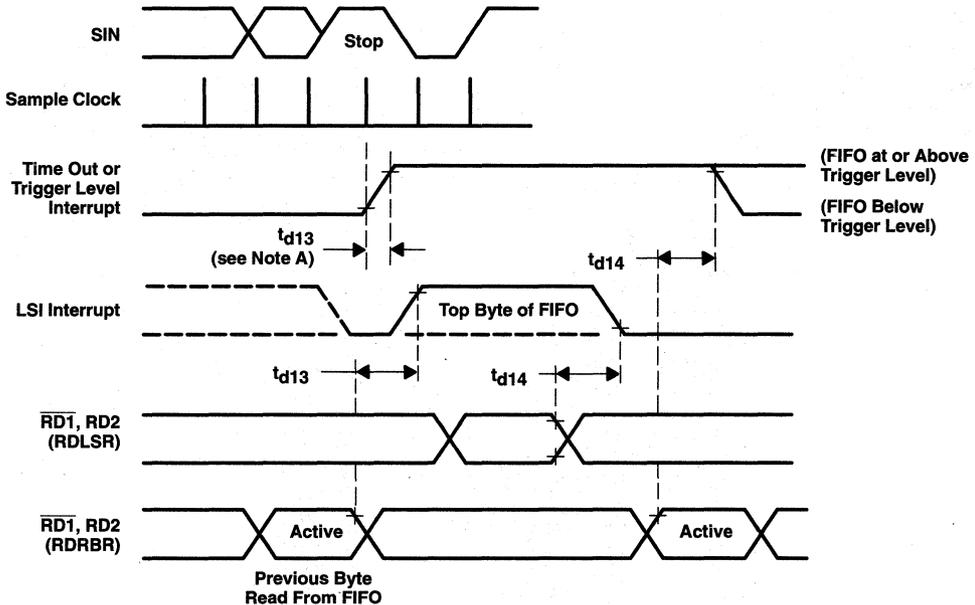 SIN
Stop
Sample Clock
Time Out or
Trigger Level
Interrupt
(FIFO at or Above
Trigger Level)
(FIFO Below
Trigger Level)
td13
(see Note A)
td14
LSI Interrupt
Top Byte of FIFO
td13
td14
RD1, RD2
(RDLSR)
RD1, RD2
(RDRBR)
Active
Active
Previous Byte
Read From FIFO